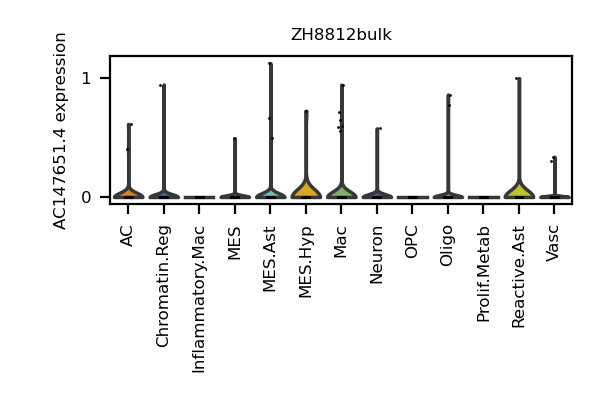 ZH8812bulk
AC147651.4 expression
1
0
AC
Chromatin.Reg
Inflammatory.Mac
MES
MES.Ast
MES.Hyp
Mac
Neuron
OPC
Oligo
Prolif.Metab
Reactive.Ast
Vasc